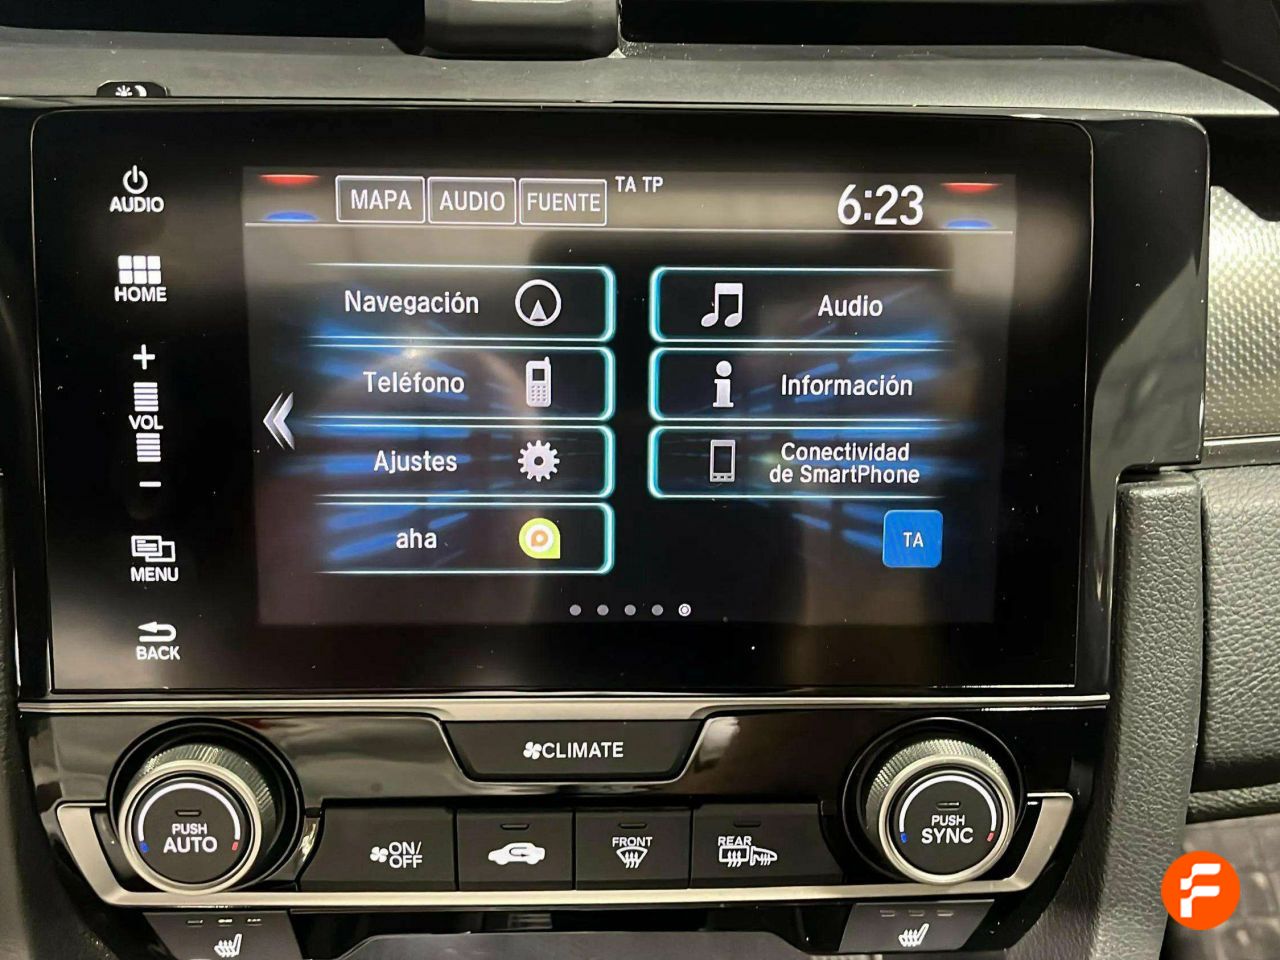 MAPA AUDIO FUENTE TA TP 6:23
AUDIO
HOME
+
VOL
−
MENU
BACK
Navegación
Audio
Teléfono
Información
Ajustes
Conectividad
de SmartPhone
aha
TA
CLIMATE
PUSH
AUTO
ON/
OFF
FRONT
REAR
PUSH
SYNC
F